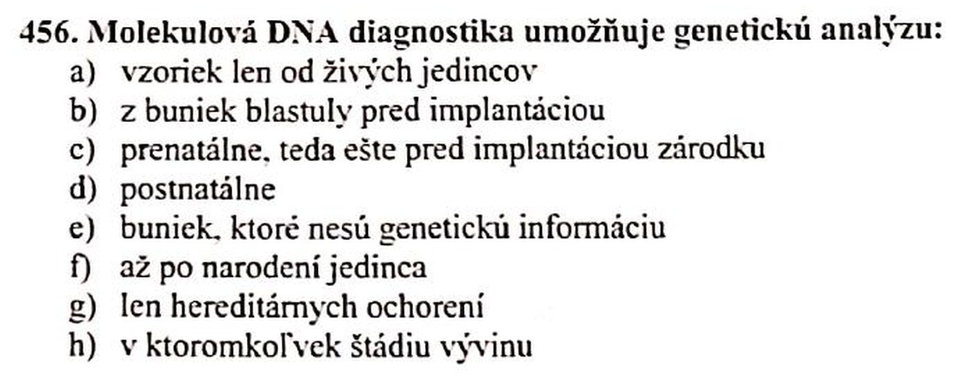 456. Molekulová DNA diagnostika umožňuje genetickú analýzu:
a) vzoriek len od živých jedincov
b) z buniek blastuly pred implantáciou
c) prenatálne, teda ešte pred implantáciou zárodku
d) postnatálne
e) buniek, ktoré nesú genetickú informáciu
f) až po narodení jedinca
g) len hereditárnych ochorení
h) v ktoromkoľvek štádiu vývinu